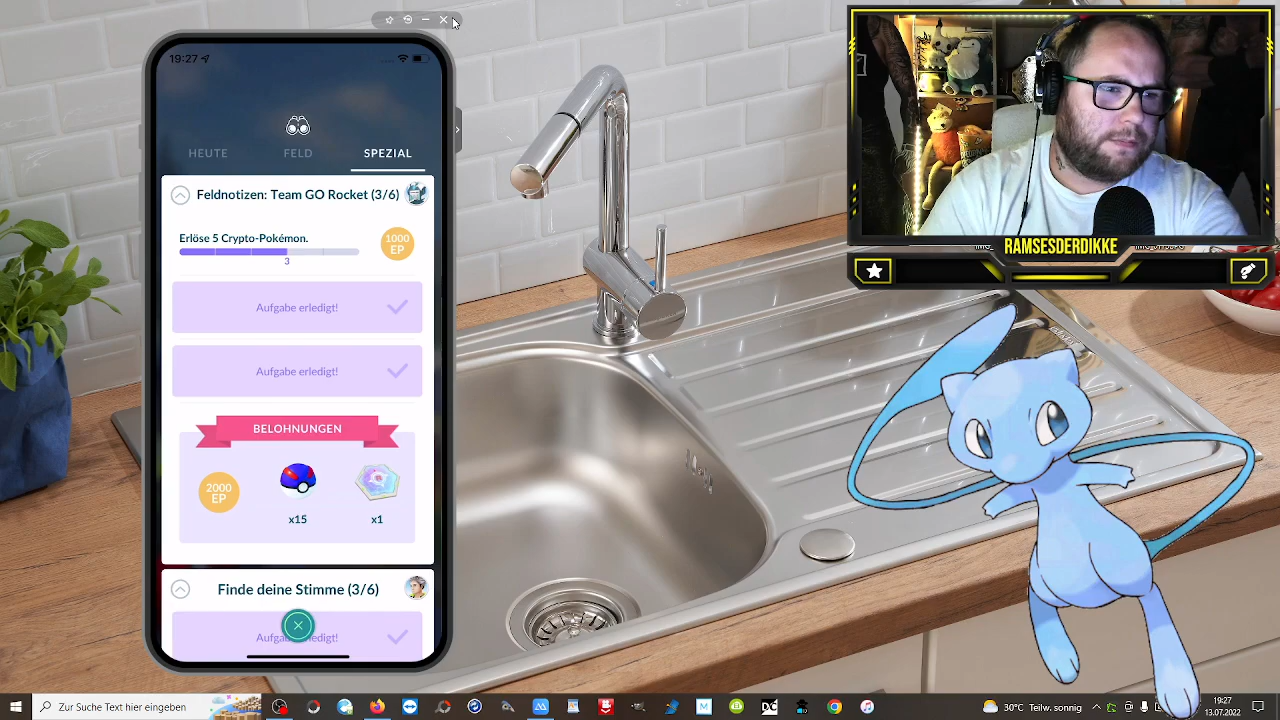 19:27
HEUTE
FELD
SPEZIAL
Feldnotizen: Team GO Rocket (3/6)
Erlöse 5 Crypto-Pokémon.
1000
EP
3
Aufgabe erledigt!
Aufgabe erledigt!
BELOHNUNGEN
2000
EP
x15
x1
Finde deine Stimme (3/6)
RAMSESDERDIKKE
Zur Suche Text hier eingeben
DC
30°C Teilw. sonnig
19:27
13.07.2022